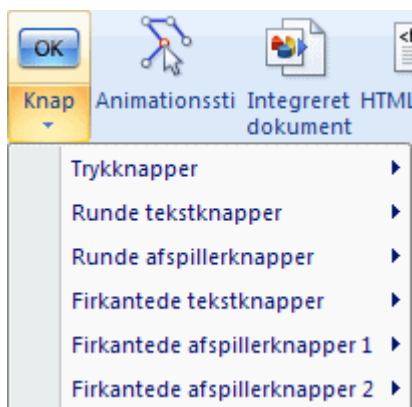 OK
Knap Animationssti Integreret HTML
dokument
Trykknapper
Runde tekstknapper
Runde afspillerknapper
Firkantede tekstknapper
Firkantede afspillerknapper 1
Firkantede afspillerknapper 2